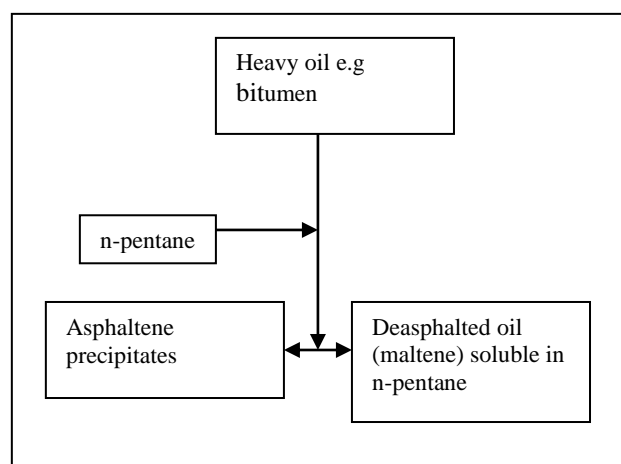 Heavy oil e.g
bitumen
n-pentane
Asphaltene
precipitates
Deasphalted oil
(maltene) soluble in
n-pentane